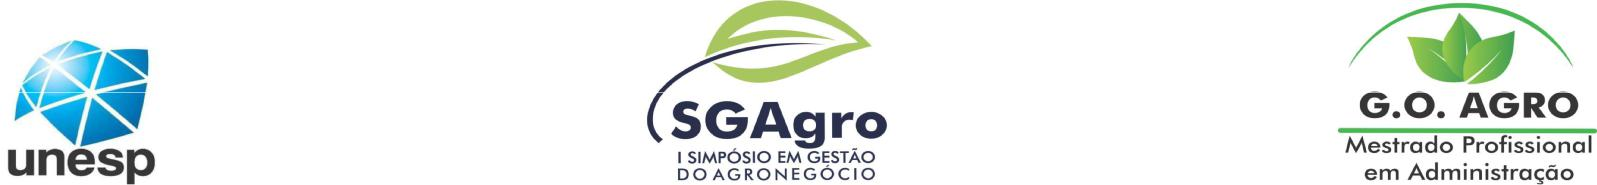 unesp
SGAgro
I SIMPÓSIO EM GESTÃO
DO AGRONEGÓCIO
G.O. AGRO
Mestrado Profissional
em Administração